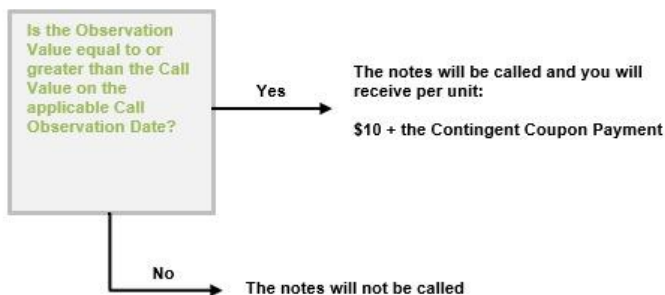 Is the Observation
Value equal to or
greater than the Call
Value on the
applicable Call
Observation Date?
Yes
The notes will be called and you will
receive per unit:
$10 + the Contingent Coupon Payment
No
The notes will not be called